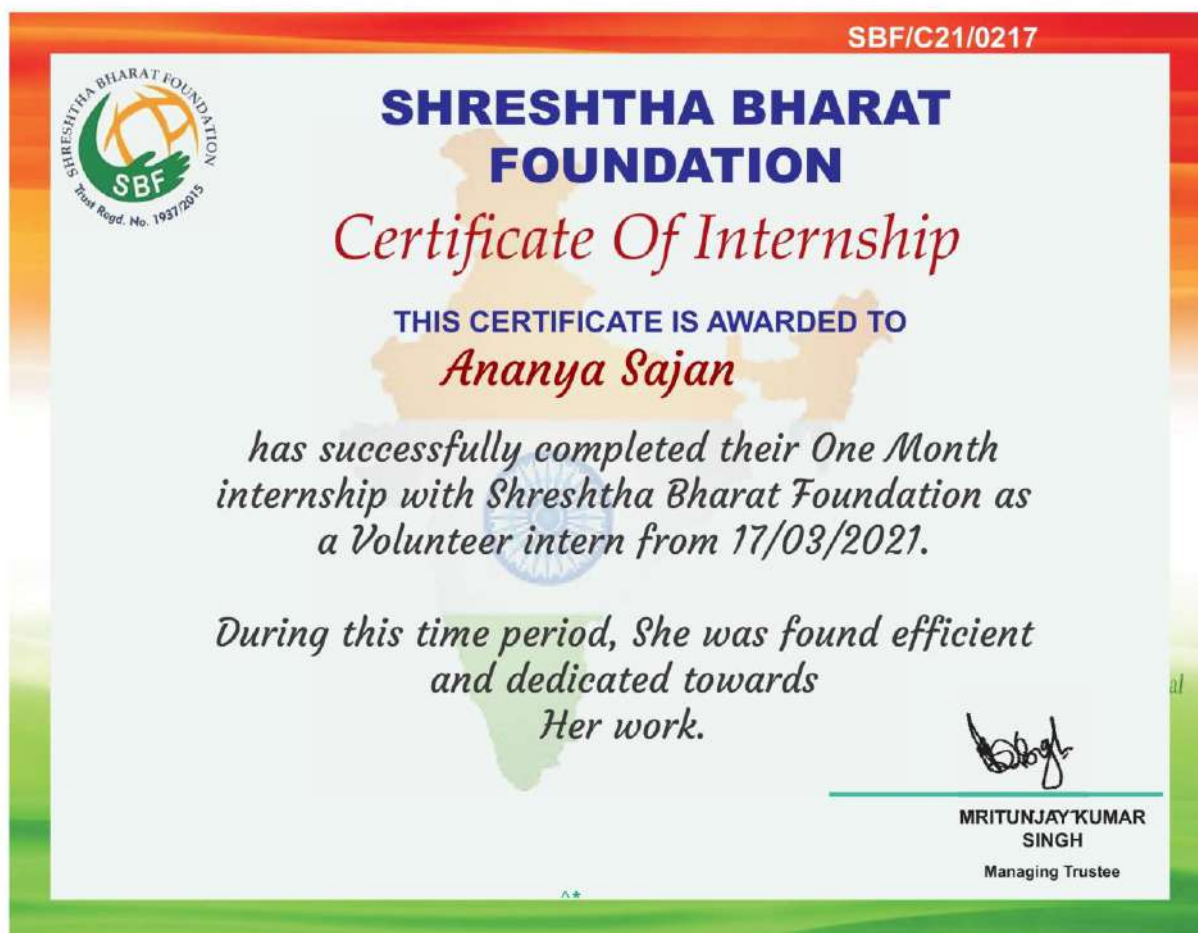 SBF/C21/0217
SHRESHTHA BHARAT FOUNDATION
SBF
Trust Regd. No. 1937/2015
SHRESHTHA BHARAT
FOUNDATION
Certificate Of Internship
THIS CERTIFICATE IS AWARDED TO
Ananya Sajan
has successfully completed their One Month
internship with Shreshtha Bharat Foundation as
a Volunteer intern from 17/03/2021.
During this time period, She was found efficient
and dedicated towards
Her work.
al
MRITUNJAY KUMAR
SINGH
Managing Trustee
^*